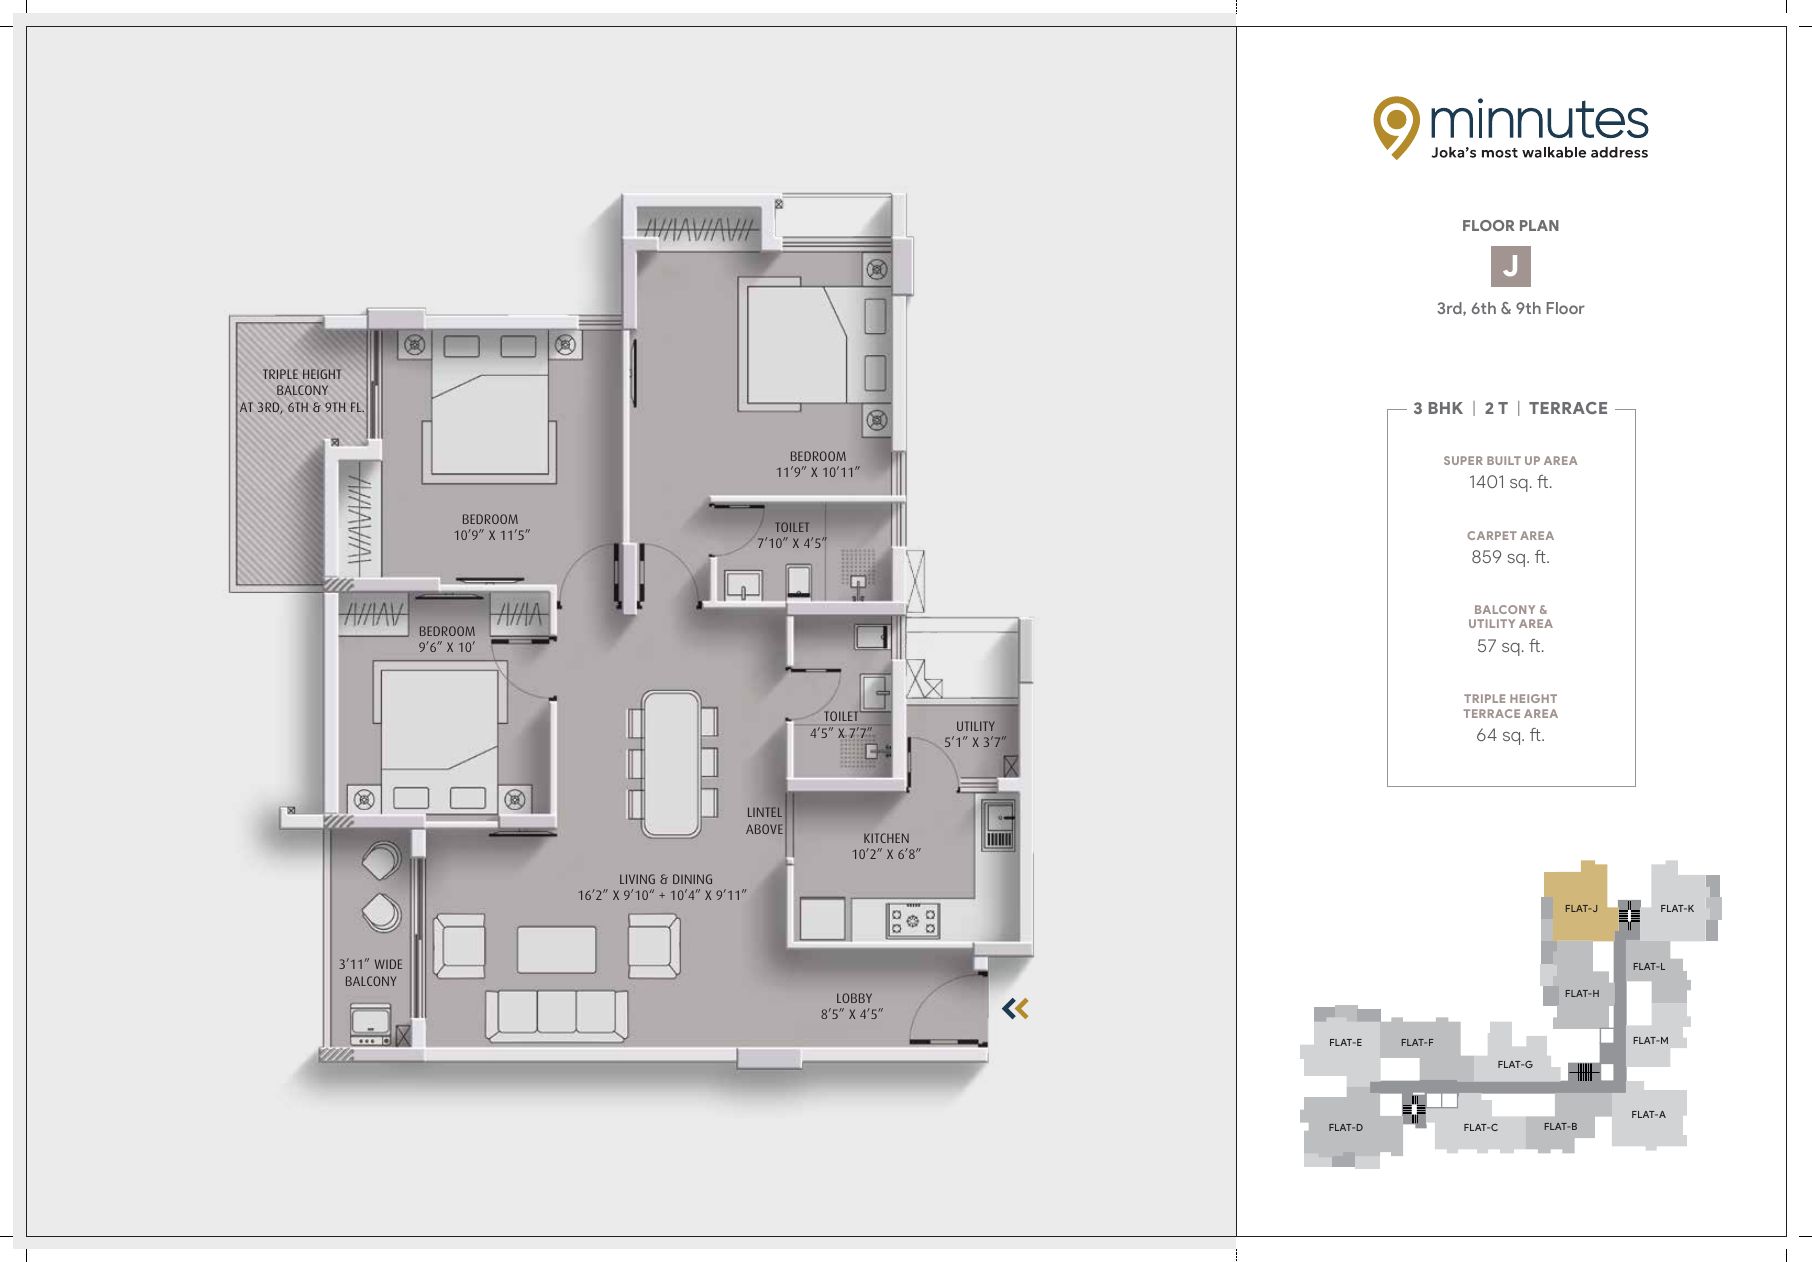 TRIPLE HEIGHT
BALCONY
AT 3RD, 6TH & 9TH FL.
BEDROOM
10'9" X 11'5"
BEDROOM
11'9" X 10'11"
TOILET
7'10" X 4'5"
BEDROOM
9'6" X 10'
TOILET
4'5" X 7'7"
UTILITY
5'1" X 3'7"
LINTEL
ABOVE
KITCHEN
10'2" X 6'8"
LIVING & DINING
16'2" X 9'10" + 10'4" X 9'11"
3'11" WIDE
BALCONY
LOBBY
8'5" X 4'5"
9 minnutes
Joka's most walkable address
FLOOR PLAN
J
3rd, 6th & 9th Floor
3 BHK | 2 T | TERRACE
SUPER BUILT UP AREA
1401 sq. ft.
CARPET AREA
859 sq. ft.
BALCONY &
UTILITY AREA
57 sq. ft.
TRIPLE HEIGHT
TERRACE AREA
64 sq. ft.
FLAT-J
FLAT-K
FLAT-L
FLAT-H
FLAT-E
FLAT-F
FLAT-M
FLAT-G
FLAT-D
FLAT-C
FLAT-B
FLAT-A